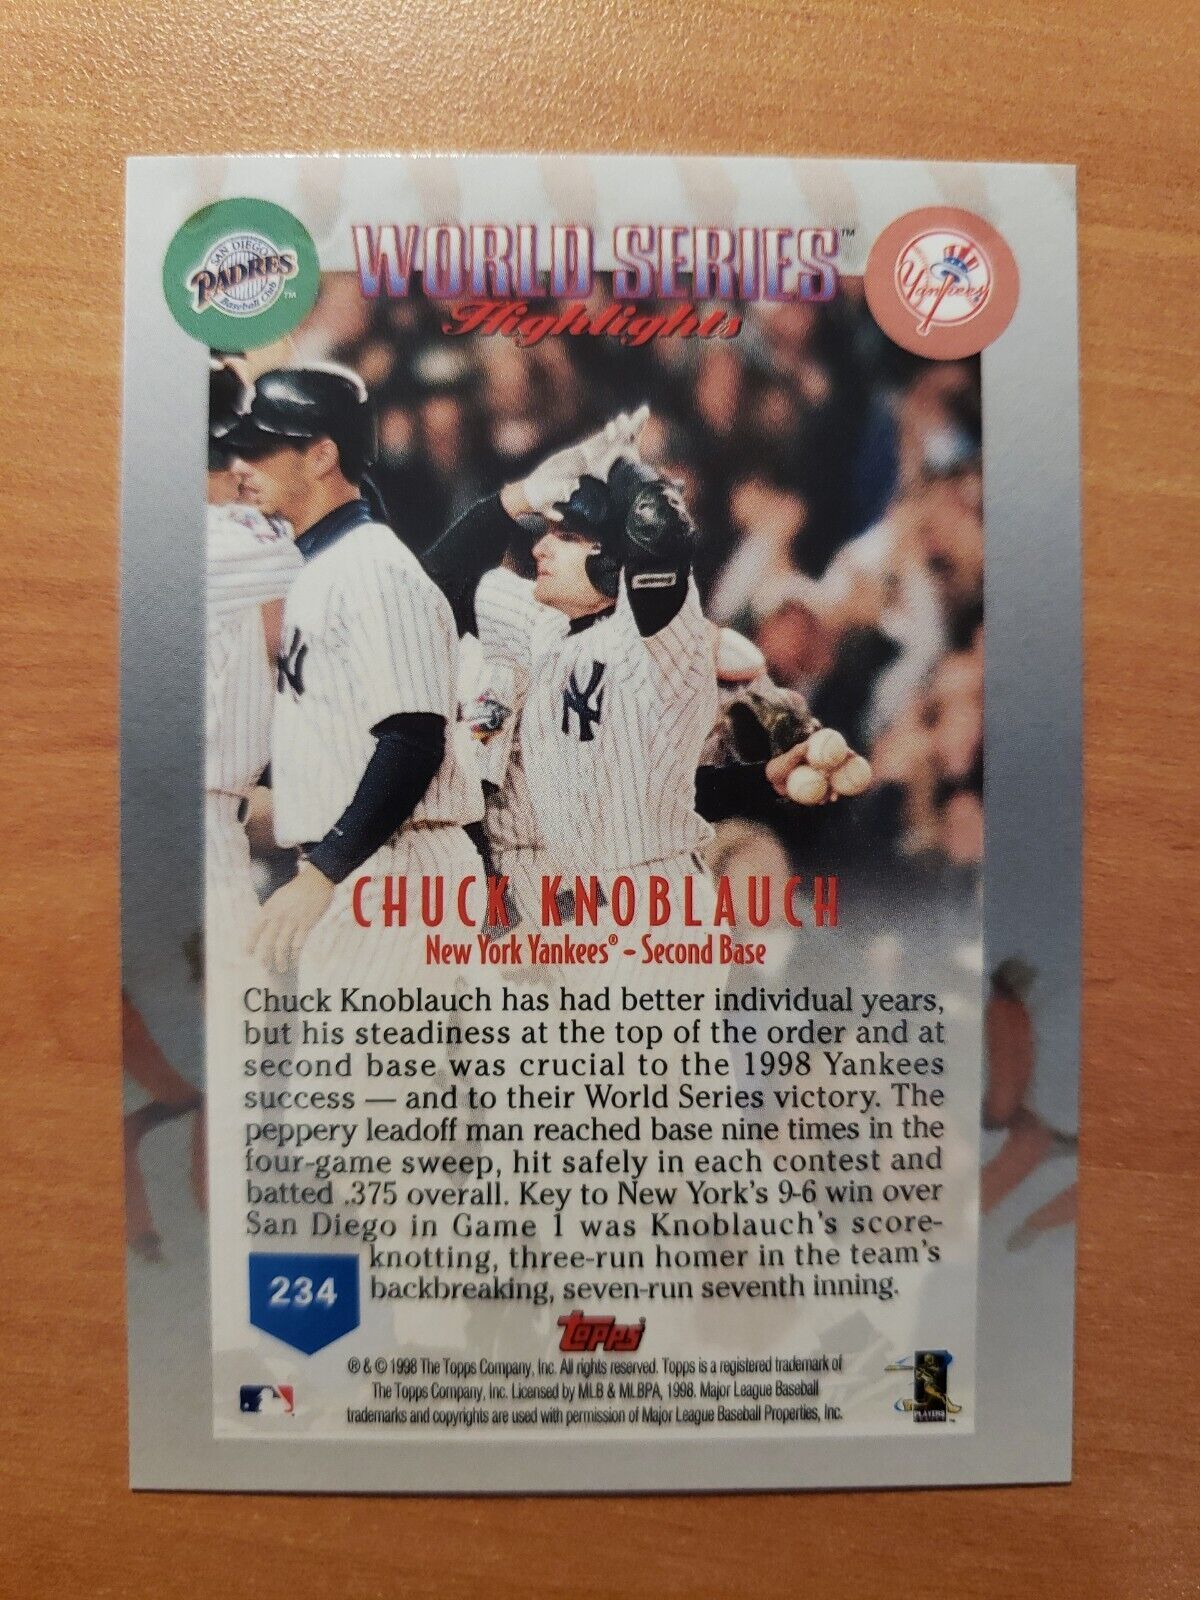 SAN DIEGO
PADRES
Baseball Club
TM
WORLD SERIES™
Highlights
Yankees
NY
NY
CHUCK KNOBLAUCH
New York Yankees® - Second Base
Chuck Knoblauch has had better individual years,
but his steadiness at the top of the order and at
second base was crucial to the 1998 Yankees
success — and to their World Series victory. The
peppery leadoff man reached base nine times in the
four-game sweep, hit safely in each contest and
batted .375 overall. Key to New York's 9-6 win over
San Diego in Game 1 was Knoblauch's score-
knotting, three-run homer in the team's
backbreaking, seven-run seventh inning.
234
Topps
® & © 1998 The Topps Company, Inc. All rights reserved. Topps is a registered trademark of
The Topps Company, Inc. Licensed by MLB & MLBPA, 1998. Major League Baseball
trademarks and copyrights are used with permission of Major League Baseball Properties, Inc.
PLAYERS